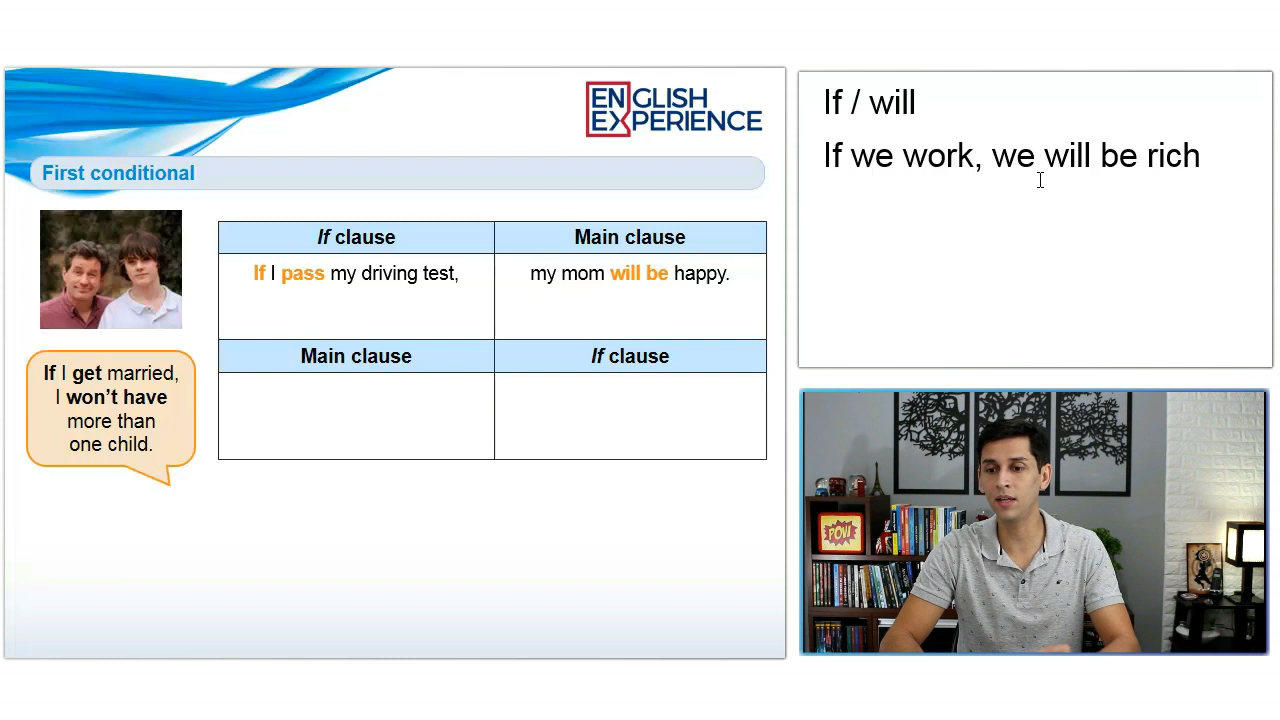 ENGLISH
EXPERIENCE
First conditional
If clause
Main clause
If I pass my driving test,
my mom will be happy.
Main clause
If clause
If I get married,
I won’t have
more than
one child.
If / will
If we work, we will be rich
POW